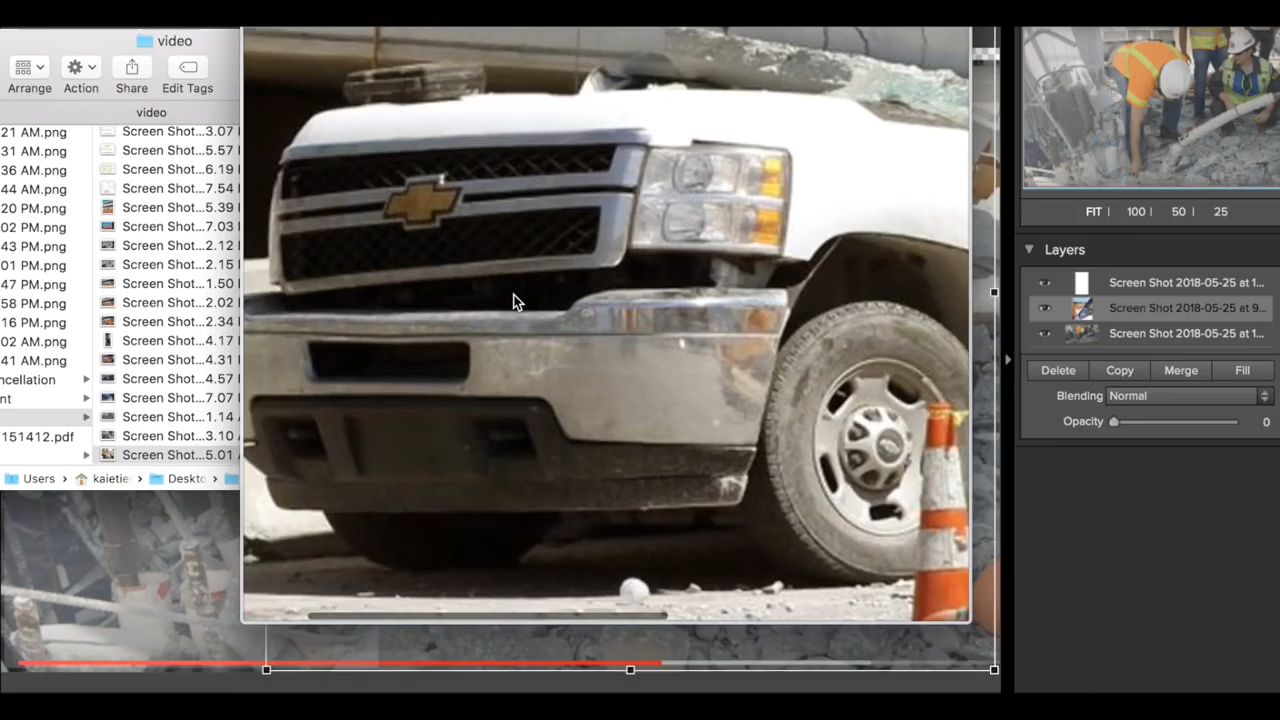 video
Arrange
Action
Share
Edit Tags
video
21 AM.png
31 AM.png
36 AM.png
44 AM.png
20 PM.png
02 PM.png
43 PM.png
01 PM.png
47 PM.png
58 PM.png
16 PM.png
02 AM.png
41 AM.png
ncellation
nt
151412.pdf
Screen Shot...3.07
Screen Shot...5.57
Screen Shot...6.19
Screen Shot...7.54
Screen Shot...5.39
Screen Shot...7.03
Screen Shot...2.12
Screen Shot...2.15
Screen Shot...1.50
Screen Shot...2.02
Screen Shot...2.34
Screen Shot...4.17
Screen Shot...4.31
Screen Shot...4.57
Screen Shot...7.07
Screen Shot...1.14
Screen Shot...3.10
Screen Shot...5.01
Users > kaietie > Deskto >
FIT | 100 | 50 | 25
Layers
Screen Shot 2018-05-25 at 1...
Screen Shot 2018-05-25 at 9...
Screen Shot 2018-05-25 at 1...
Delete Copy Merge Fill
Blending Normal
Opacity 0